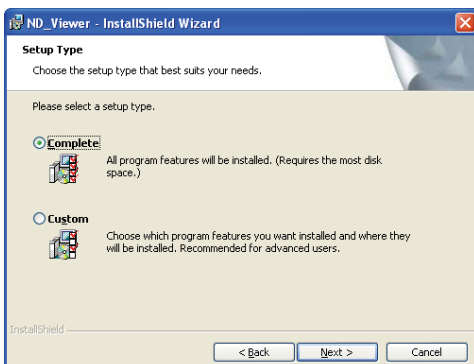 ND_Viewer - InstallShield Wizard
Setup Type
Choose the setup type that best suits your needs.
Please select a setup type.
Complete
All program features will be installed. (Requires the most disk
space.)
Custom
Choose which program features you want installed and where they
will be installed. Recommended for advanced users.
InstallShield
< Back
Next >
Cancel